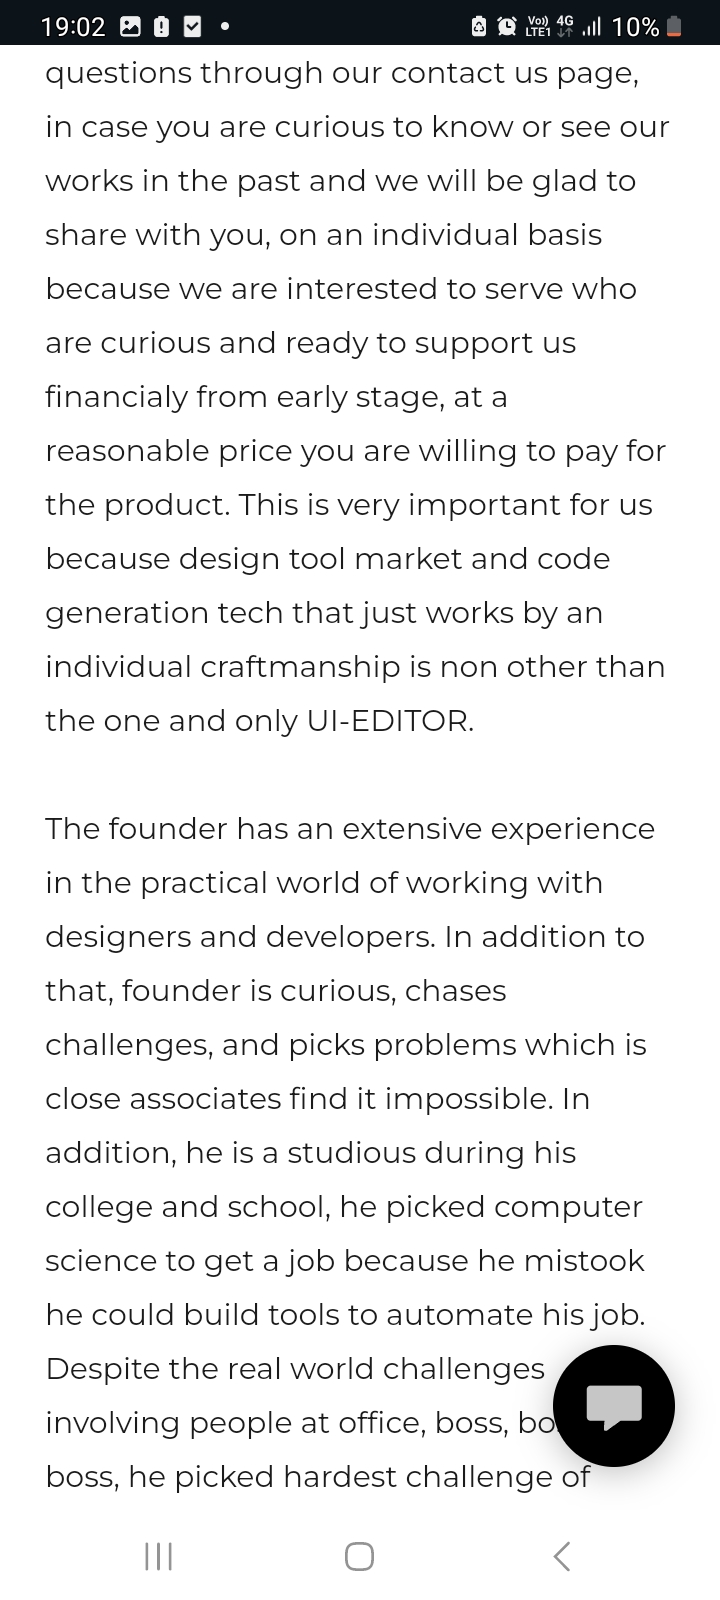 19:02
Vo)) LTE1 4G 10%
questions through our contact us page,
in case you are curious to know or see our
works in the past and we will be glad to
share with you, on an individual basis
because we are interested to serve who
are curious and ready to support us
financialy from early stage, at a
reasonable price you are willing to pay for
the product. This is very important for us
because design tool market and code
generation tech that just works by an
individual craftmanship is non other than
the one and only UI-EDITOR.
The founder has an extensive experience
in the practical world of working with
designers and developers. In addition to
that, founder is curious, chases
challenges, and picks problems which is
close associates find it impossible. In
addition, he is a studious during his
college and school, he picked computer
science to get a job because he mistook
he could build tools to automate his job.
Despite the real world challenges
involving people at office, boss,
boss, he picked hardest challenge of